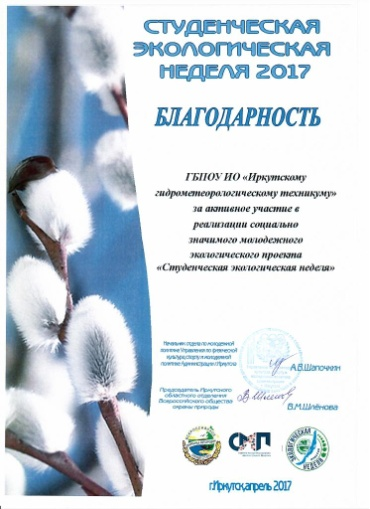 СТУДЕНЧЕСКАЯ
ЭКОЛОГИЧЕСКАЯ
НЕДЕЛЯ 2017
БЛАГОДАРНОСТЬ
ГБПОУ ИО «Иркутскому
гидрометеорологическому техникуму»
за активное участие в
реализации социально
значимого молодежного
экологического проекта
«Студенческая экологическая неделя»
Начальник отдела по молодежной
политике Управления по физической
культуре, спорту и молодежной
политике Администрации г.Иркутска
А.В.Шапочкин
Председатель Иркутского
областного отделения
Всероссийского общества
охраны природы
В.М.Шлёнова
г.Иркутск, апрель 2017